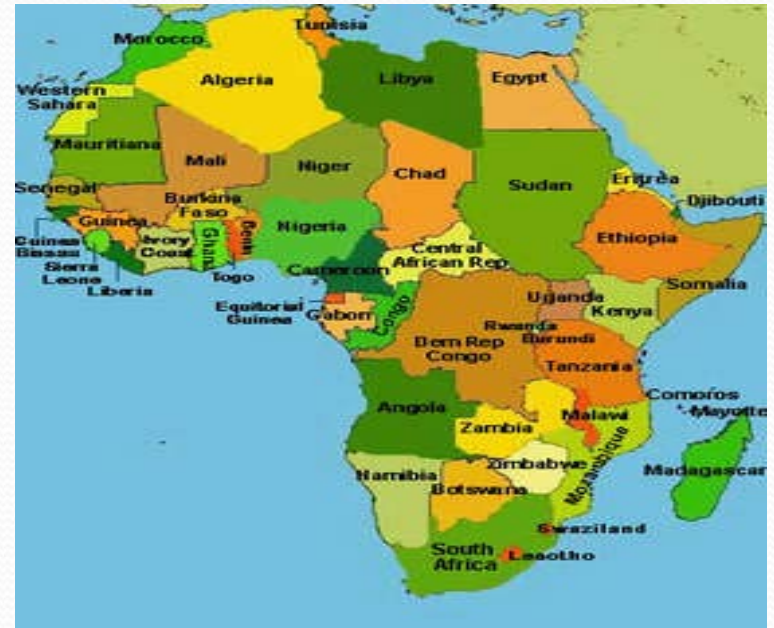 Tunisia
Morocco
Algeria
Libya
Egypt
Western
Sahara
Mauritiana
Mali
Niger
Chad
Sudan
Eritrea
Djibouti
Senegal
Burkina
Faso
Guinea
Nigeria
Benin
Ethiopia
Guinea
Bissau
Ivory
Coast
Ghana
Central
African Rep
Sierra
Leone
Togo
Cameroon
Somalia
Liberia
Equitorial
Guinea
Gabon
Congo
Uganda
Kenya
Rwanda
Burundi
Dem Rep
Congo
Tanzania
Angola
Comoros
Mayotte
Malawi
Zambia
Mozambique
Zimbabwe
Madagascar
Namibia
Botswana
Swaziland
South
Africa
Lesotho